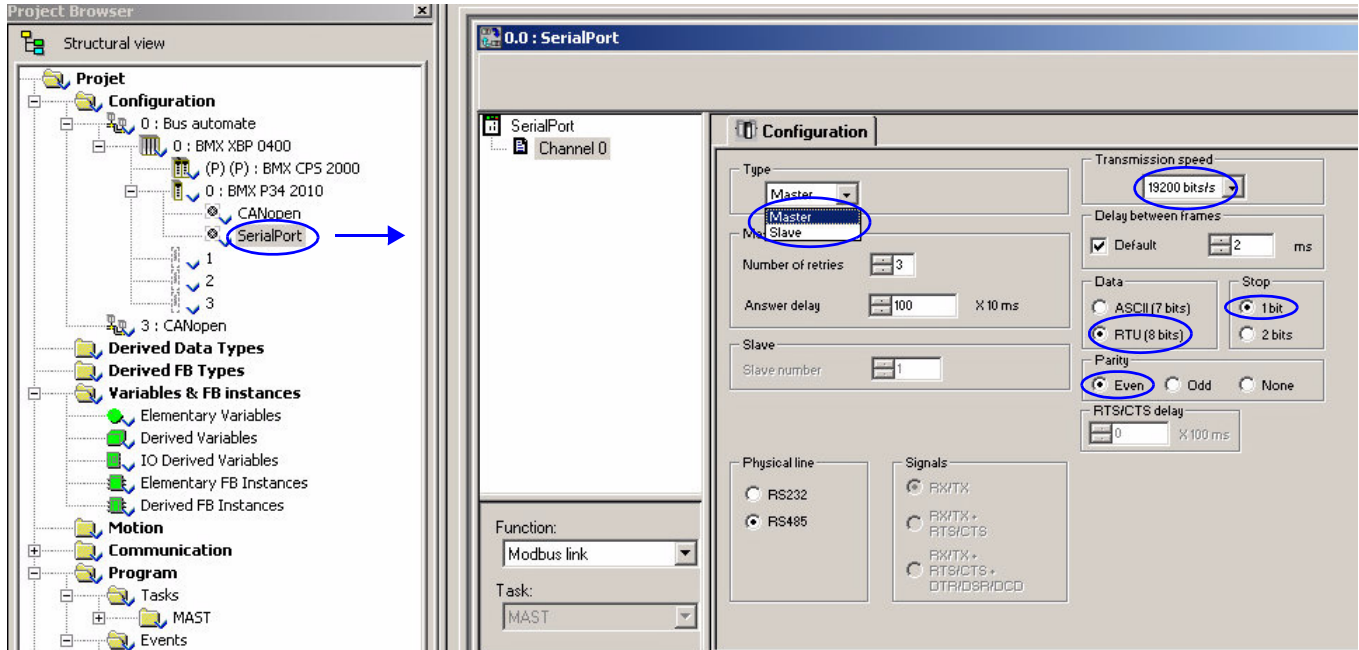 Project Browser
Structural view
Projet
Configuration
0 : Bus automate
0 : BMX XBP 0400
(P) (P) : BMX CPS 2000
0 : BMX P34 2010
CANopen
SerialPort
1
2
3
3 : CANopen
Derived Data Types
Derived FB Types
Variables & FB instances
Elementary Variables
Derived Variables
IO Derived Variables
Elementary FB Instances
Derived FB Instances
Motion
Communication
Program
Tasks
MAST
Events
0.0 : SerialPort
SerialPort
Channel 0
Function:
Modbus link
Task:
MAST
Configuration
Type
Master
Master
Slave
Number of retries
3
Answer delay
100
X 10 ms
Slave
Slave number
1
Physical line
RS232
RS485
Signals
RX/TX
RX/TX +
RTS/CTS
RX/TX +
RTS/CTS +
DTR/DSR/DCD
Transmission speed
19200 bits/s
Delay between frames
Default
2
ms
Data
ASCII (7 bits)
RTU (8 bits)
Stop
1 bit
2 bits
Parity
Even
Odd
None
RTS/CTS delay
0
X 100 ms